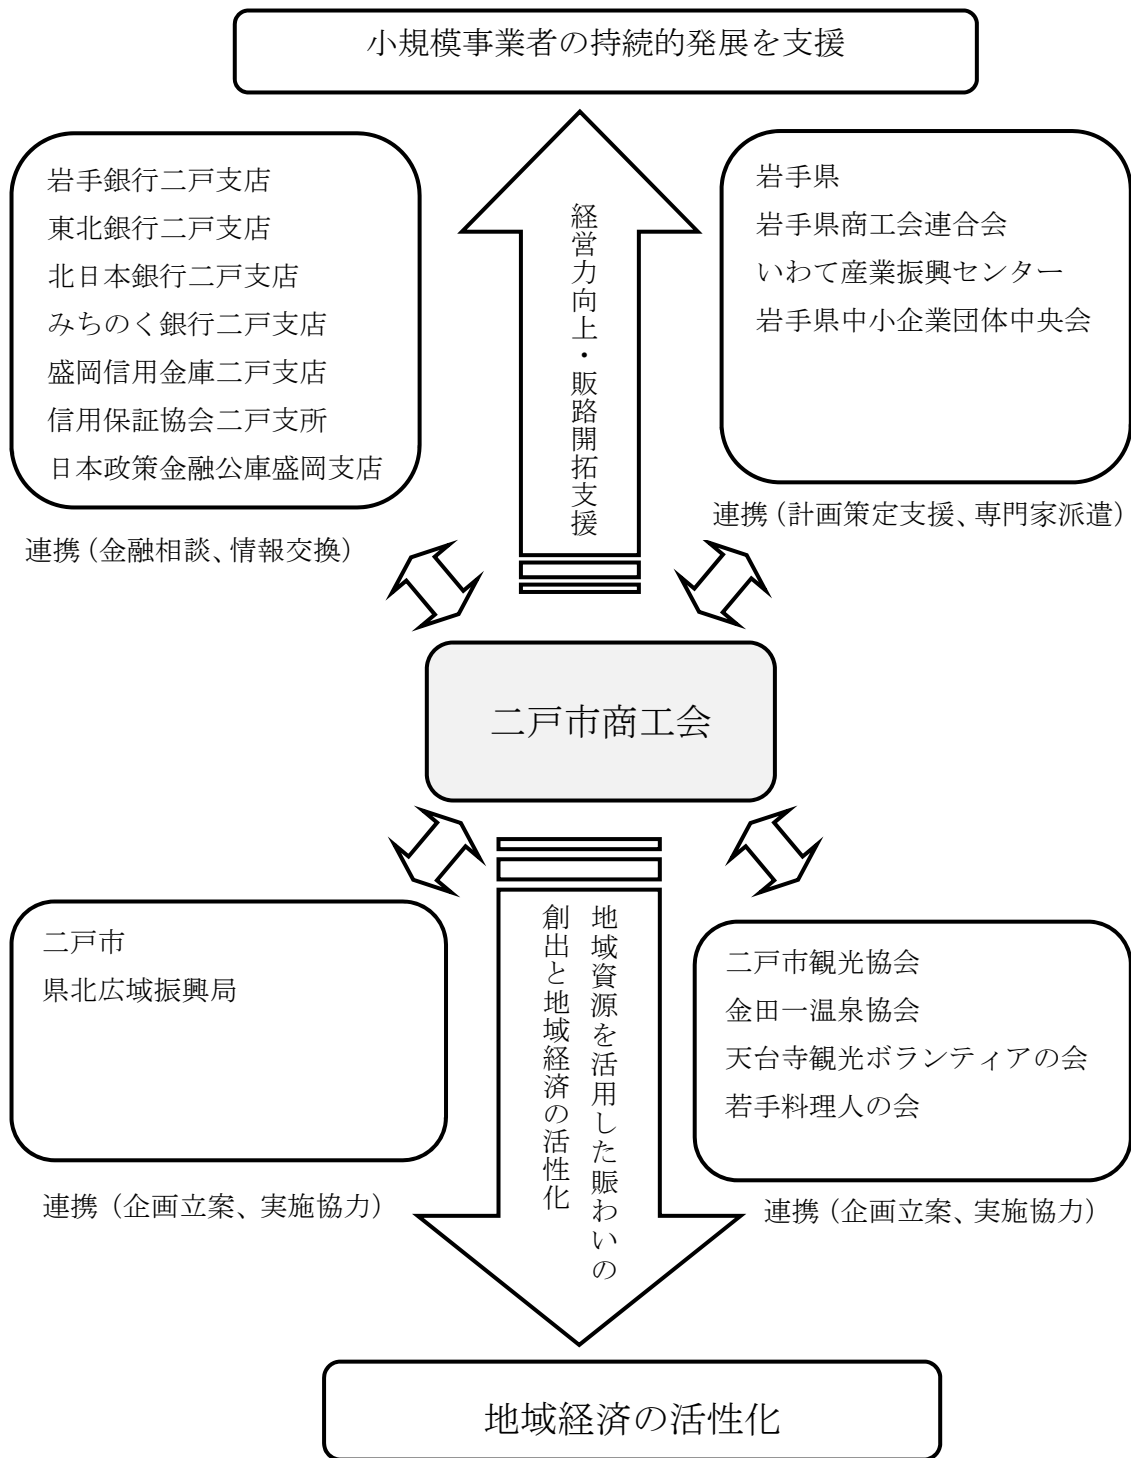 小規模事業者の持続的発展を支援
岩手銀行二戸支店
東北銀行二戸支店
北日本銀行二戸支店
みちのく銀行二戸支店
盛岡信用金庫二戸支店
信用保証協会二戸支所
日本政策金融公庫盛岡支店
連携（金融相談、情報交換）
経営力向上・販路開拓支援
岩手県
岩手県商工会連合会
いわて産業振興センター
岩手県中小企業団体中央会
連携（計画策定支援、専門家派遣）
二戸市商工会
二戸市
県北広域振興局
連携（企画立案、実施協力）
地域資源を活用した賑わいの
創出と地域経済の活性化
二戸市観光協会
金田一温泉協会
天台寺観光ボランティアの会
若手料理人の会
連携（企画立案、実施協力）
地域経済の活性化